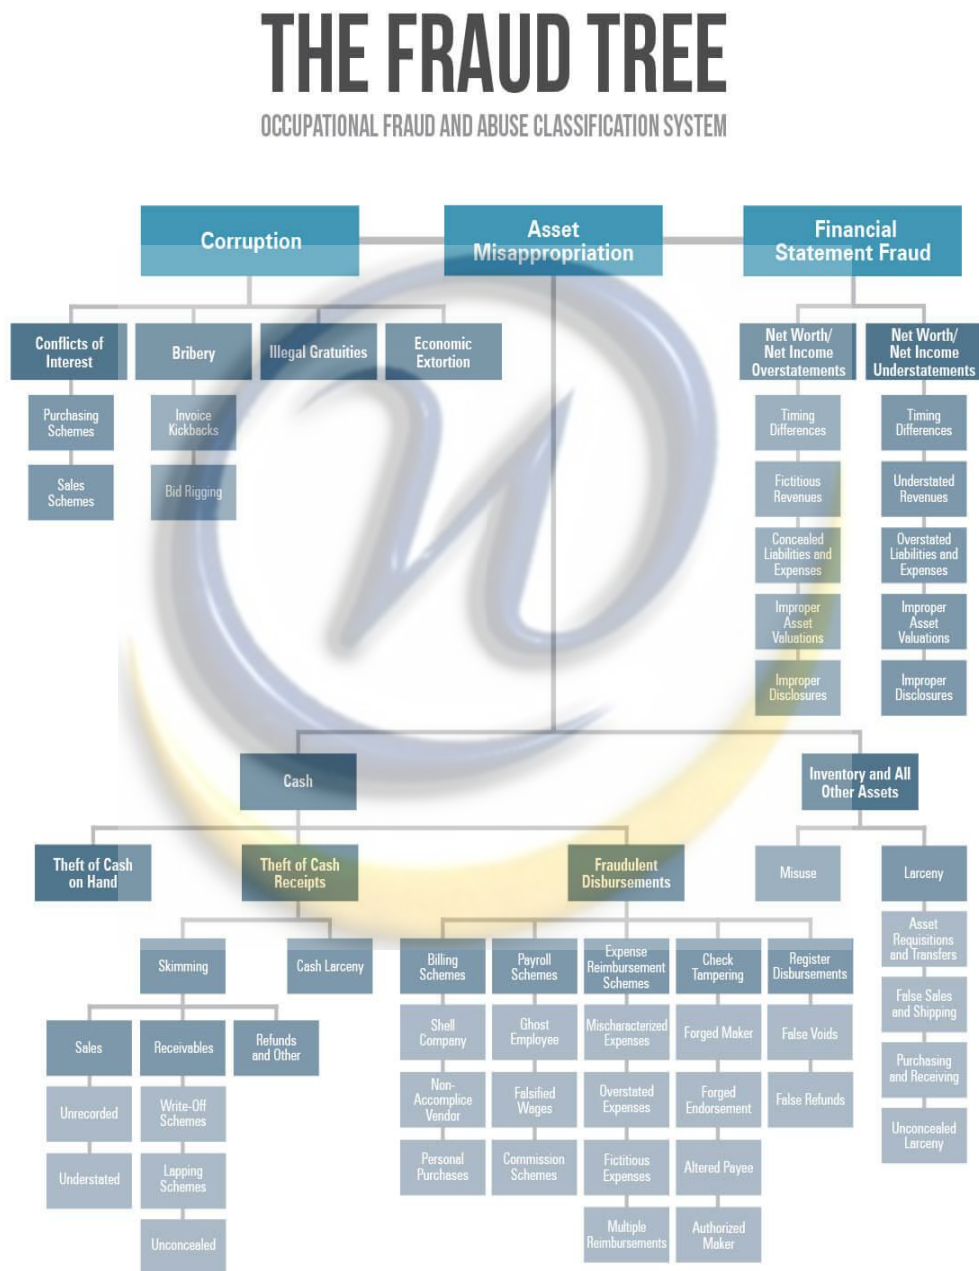 THE FRAUD TREE
OCCUPATIONAL FRAUD AND ABUSE CLASSIFICATION SYSTEM
Corruption
Asset
Misappropriation
Financial
Statement Fraud
Conflicts of
Interest
Bribery
Illegal Gratuities
Economic
Extortion
Net Worth/
Net Income
Overstatements
Net Worth/
Net Income
Understatements
Purchasing
Schemes
Sales
Schemes
Invoice
Kickbacks
Bid Rigging
Timing
Differences
Fictitious
Revenues
Concealed
Liabilities and
Expenses
Improper
Asset
Valuations
Improper
Disclosures
Timing
Differences
Understated
Revenues
Overstated
Liabilities and
Expenses
Improper
Asset
Valuations
Improper
Disclosures
Cash
Inventory and All
Other Assets
Theft of Cash
on Hand
Theft of Cash
Receipts
Fraudulent
Disbursements
Misuse
Larceny
Asset
Requisitions
and Transfers
False Sales
and Shipping
Purchasing
and Receiving
Unconcealed
Larceny
Skimming
Cash Larceny
Sales
Receivables
Refunds
and Other
Unrecorded
Understated
Write-Off
Schemes
Lapping
Schemes
Unconcealed
Billing
Schemes
Shell
Company
Non-
Accomplice
Vendor
Personal
Purchases
Payroll
Schemes
Ghost
Employee
Falsified
Wages
Commission
Schemes
Expense
Reimbursement
Schemes
Mischaracterized
Expenses
Overstated
Expenses
Fictitious
Expenses
Multiple
Reimbursements
Check
Tampering
Forged Maker
Forged
Endorsement
Altered Payee
Authorized
Maker
Register
Disbursements
False Voids
False Refunds